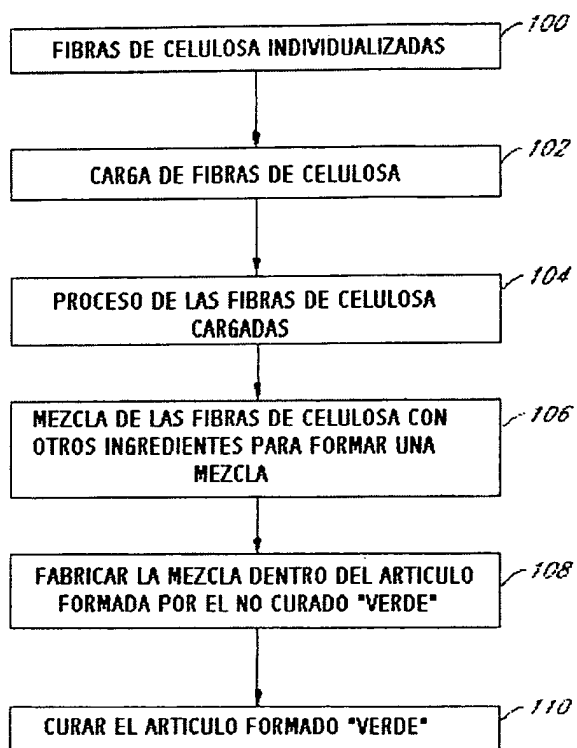 100
FIBRAS DE CELULOSA INDIVIDUALIZADAS
102
CARGA DE FIBRAS DE CELULOSA
104
PROCESO DE LAS FIBRAS DE CELULOSA
CARGADAS
106
MEZCLA DE LAS FIBRAS DE CELULOSA CON
OTROS INGREDIENTES PARA FORMAR UNA
MEZCLA
108
FABRICAR LA MEZCLA DENTRO DEL ARTICULO
FORMADA POR EL NO CURADO "VERDE"
110
CURAR EL ARTICULO FORMADO "VERDE"